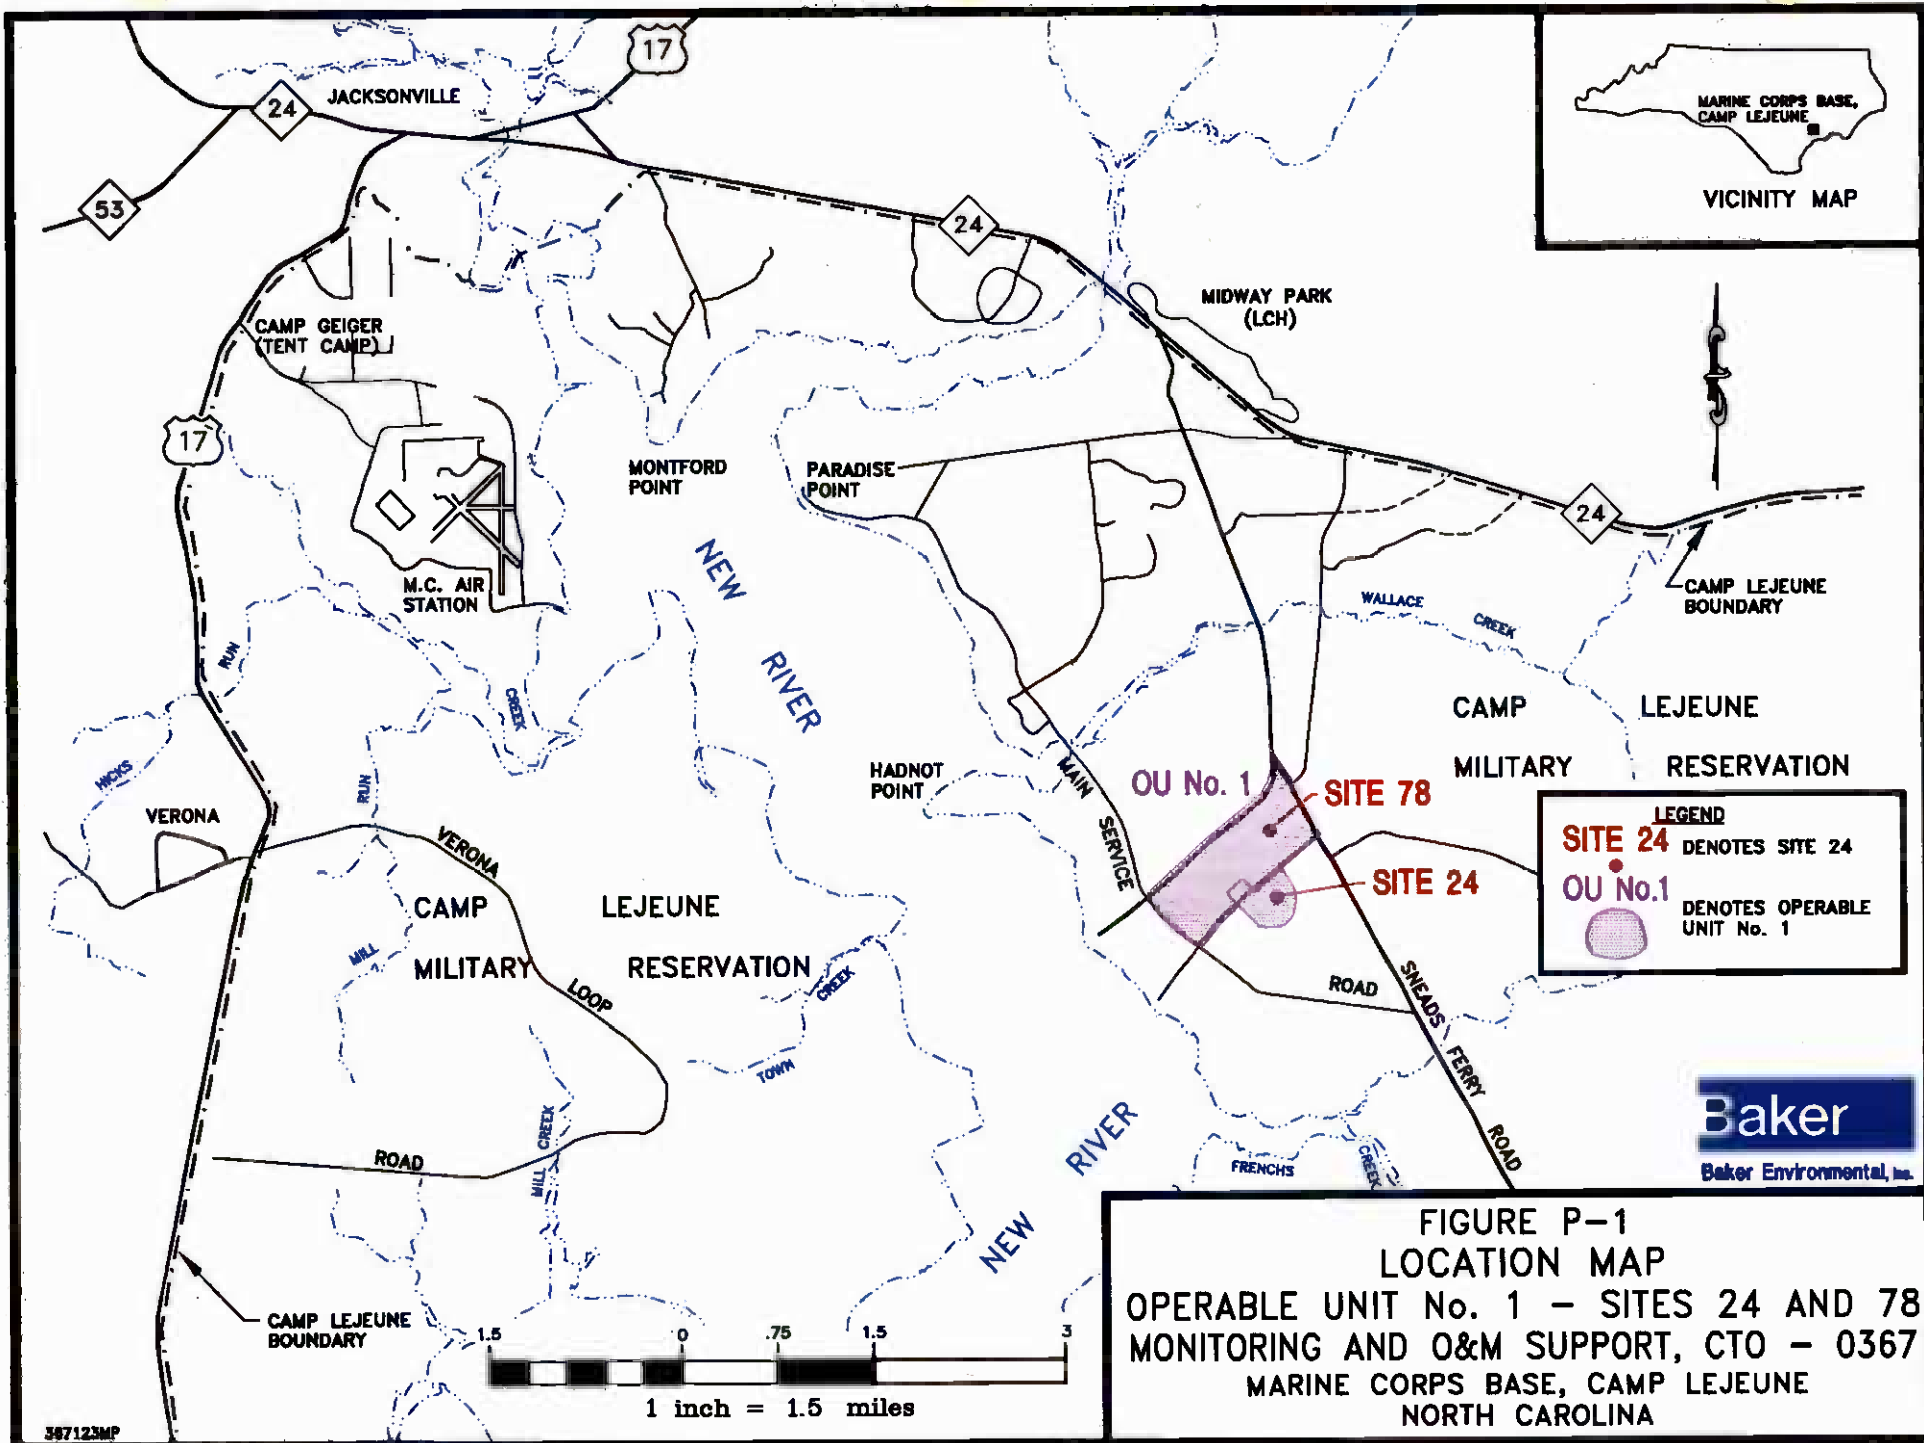 17
24
JACKSONVILLE
53
24
MARINE CORPS BASE,
CAMP LEJEUNE
VICINITY MAP
MIDWAY PARK
(LCH)
CAMP GEIGER
(TENT CAMP)
17
MONTFORD
POINT
PARADISE
POINT
24
M.C. AIR
STATION
NEW
RIVER
WALLACE
CREEK
CAMP LEJEUNE
BOUNDARY
RUN
CREEK
HICKS
RUN
CAMP LEJEUNE
MILITARY RESERVATION
HADNOT
POINT
MAIN
SERVICE
ROAD
OU No. 1
SITE 78
SITE 24
VERONA
VERONA
LOOP
ROAD
LEGEND
SITE 24 DENOTES SITE 24
OU No.1
DENOTES OPERABLE
UNIT No. 1
CAMP LEJEUNE
MILITARY RESERVATION
MILL
CREEK
TOWN
SNEADS
FERRY
ROAD
MILL CREEK
NEW
RIVER
FRENCHS
CREEK
Baker
Baker Environmental, Inc.
CAMP LEJEUNE
BOUNDARY
1.5 0 .75 1.5 3
1 inch = 1.5 miles
FIGURE P-1
LOCATION MAP
OPERABLE UNIT No. 1 - SITES 24 AND 78
MONITORING AND O&M SUPPORT, CTO - 0367
MARINE CORPS BASE, CAMP LEJEUNE
NORTH CAROLINA
367123MP